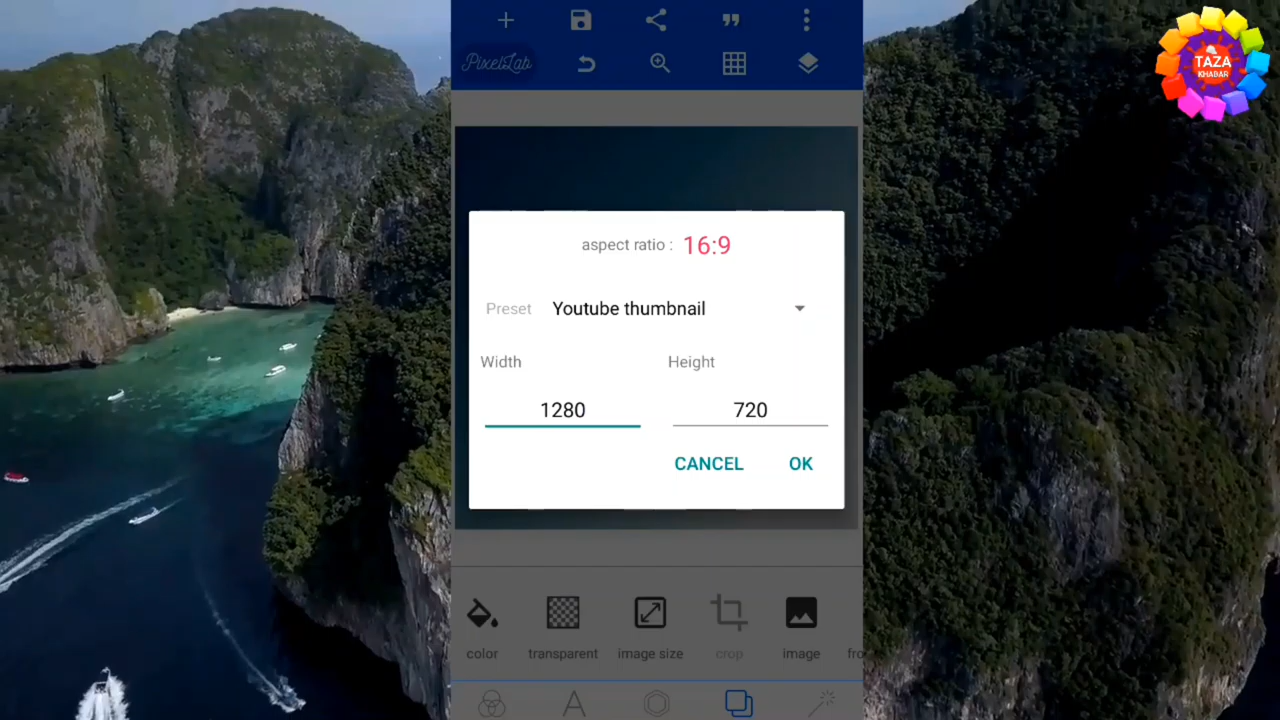 TAZA
KHABAR
PixelLab
aspect ratio : 16:9
Preset Youtube thumbnail
Width Height
1280 720
CANCEL OK
color transparent image size crop image fro